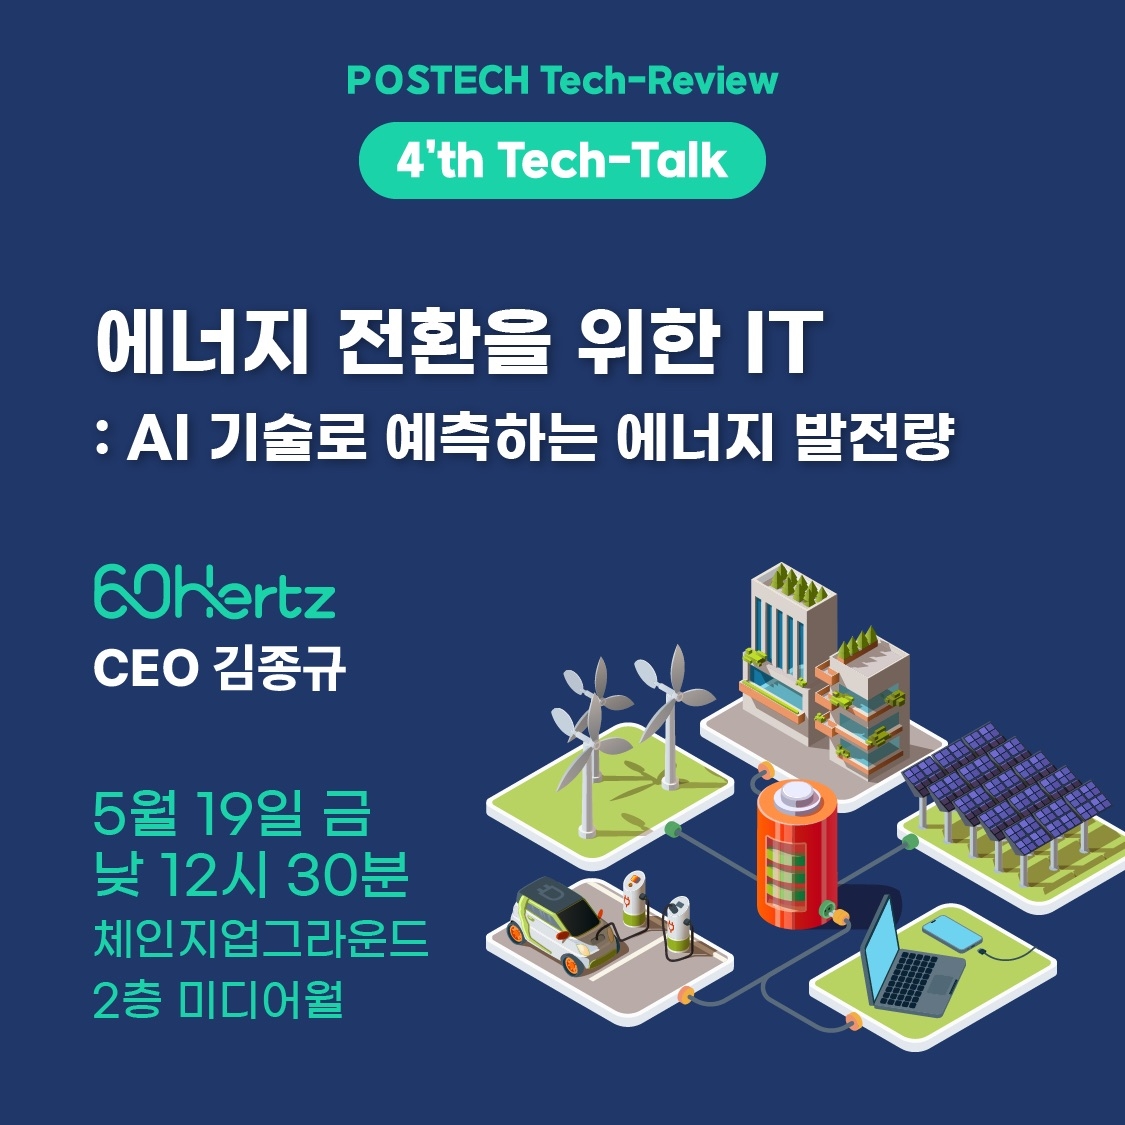 POSTECH Tech-Review
4'th Tech-Talk
에너지 전환을 위한 IT
: AI 기술로 예측하는 에너지 발전량
60Hertz
CEO 김종규
5월 19일 금
낮 12시 30분
체인지업그라운드
2층 미디어월